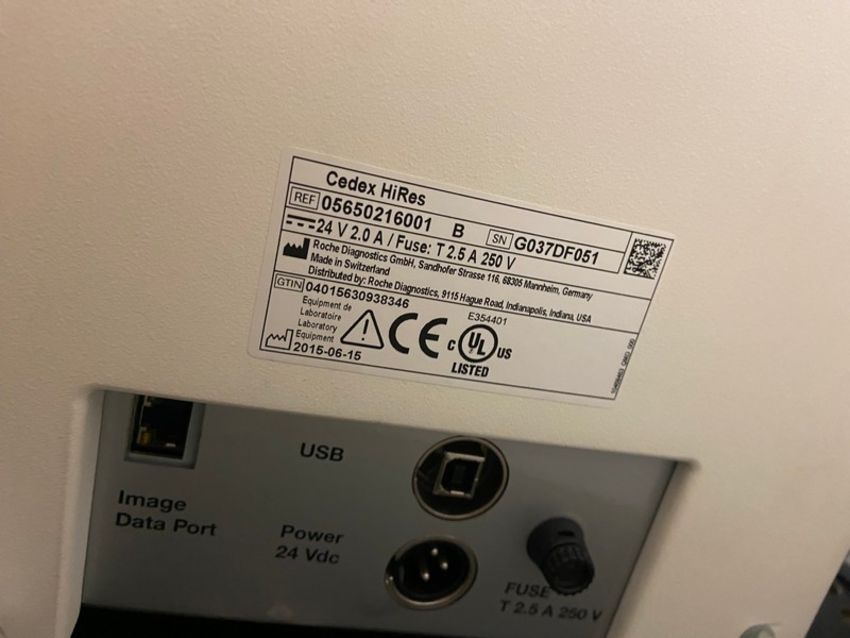 Cedex HiRes
REF 05650216001 B SN G037DF051
24 V 2.0 A / Fuse: T 2.5 A 250 V
Roche Diagnostics GmbH, Sandhofer Strasse 116, 68305 Mannheim, Germany
Made in Switzerland
Distributed by: Roche Diagnostics, 9115 Hague Road, Indianapolis, Indiana, USA
GTIN 04015630938346
Equipment de
Laboratoire
Laboratory
Equipment
2015-06-15
CE
E354401
C UL US
LISTED
USB
Image
Data Port
Power
24 Vdc
FUSE
T 2.5 A 250 V